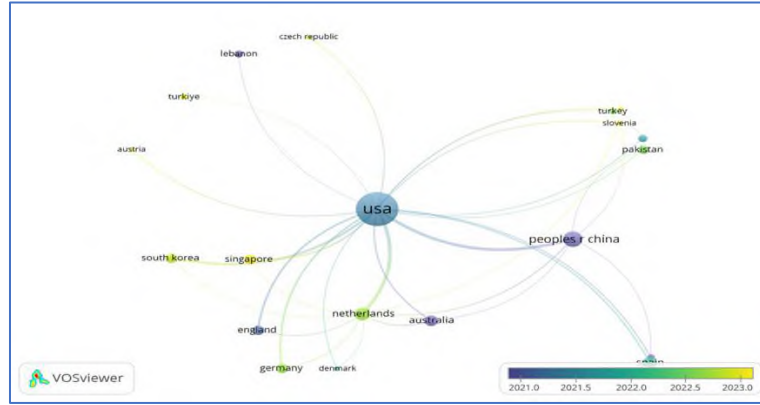 czech republic
lebanon
turkiye
turkey
slovenia
austria
pakistan
usa
peoples r china
south korea
singapore
netherlands
australia
england
germany
denmark
spain
VOSviewer
2021.0 2021.5 2022.0 2022.5 2023.0